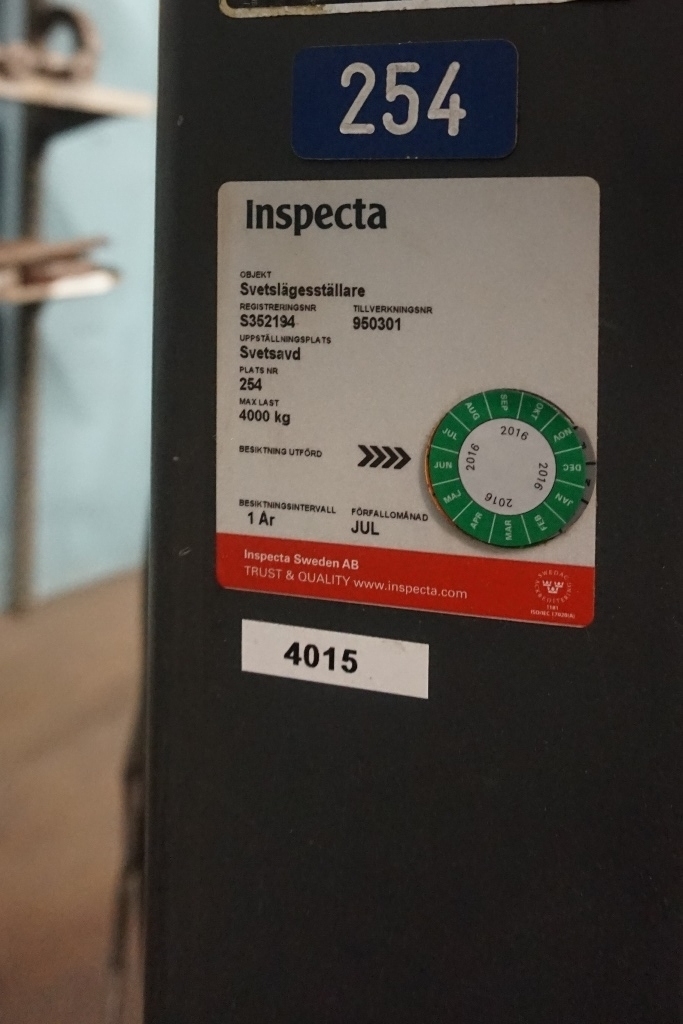 254
Inspecta
OBJEKT
Svetslägesställare
REGISTRERINGSNR TILLVERKNINGSNR
S352194 950301
UPPSTÄLLNINGSPLATS
Svetsavd
PLATS NR
254
MAX LAST
4000 kg
BESIKTNING UTFÖRD
BESIKTNINGSINTERVALL FÖRFALLOMÅNAD
1 År JUL
JAN
FEB
MAR
APR
MAJ
JUN
JUL
AUG
SEP
OKT
NOV
DEC
2016
2016
2016
2016
Inspecta Sweden AB
TRUST & QUALITY www.inspecta.com
4015